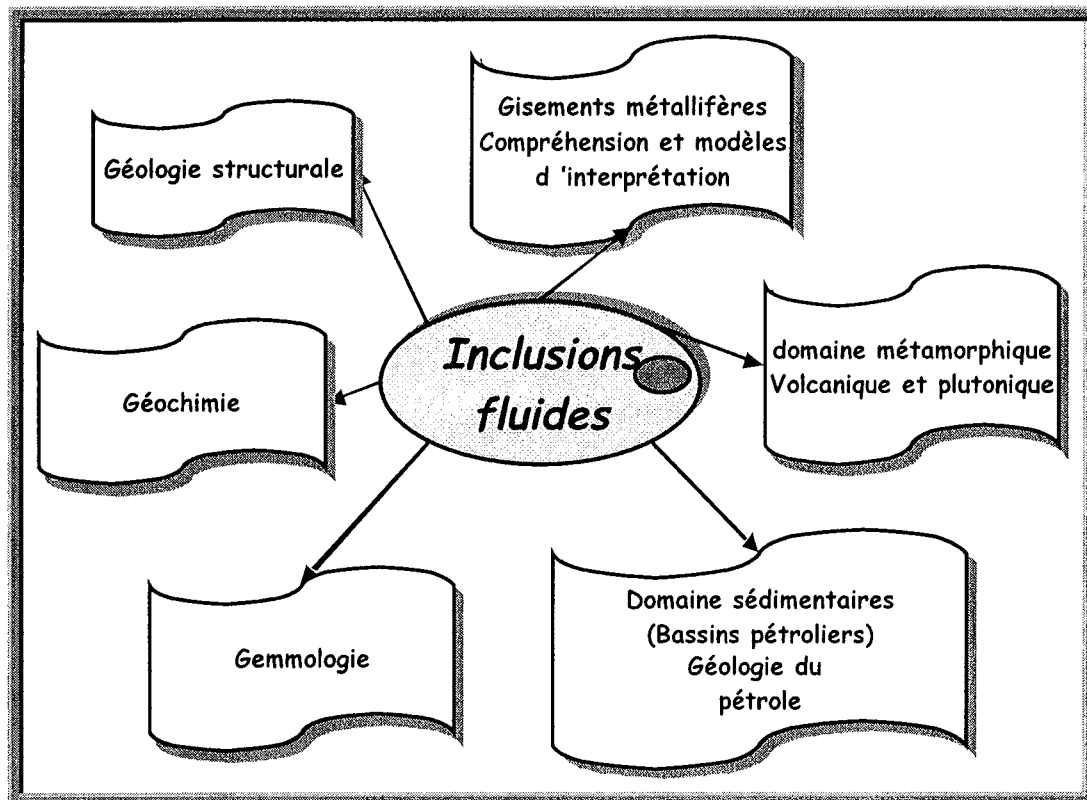 Gisements métallifères
Compréhension et modèles
d 'interprétation
Géologie structurale
domaine métamorphique
Volcanique et plutonique
Inclusions
fluides
Géochimie
Domaine sédimentaires
(Bassins pétroliers)
Géologie du
pétrole
Gemmologie